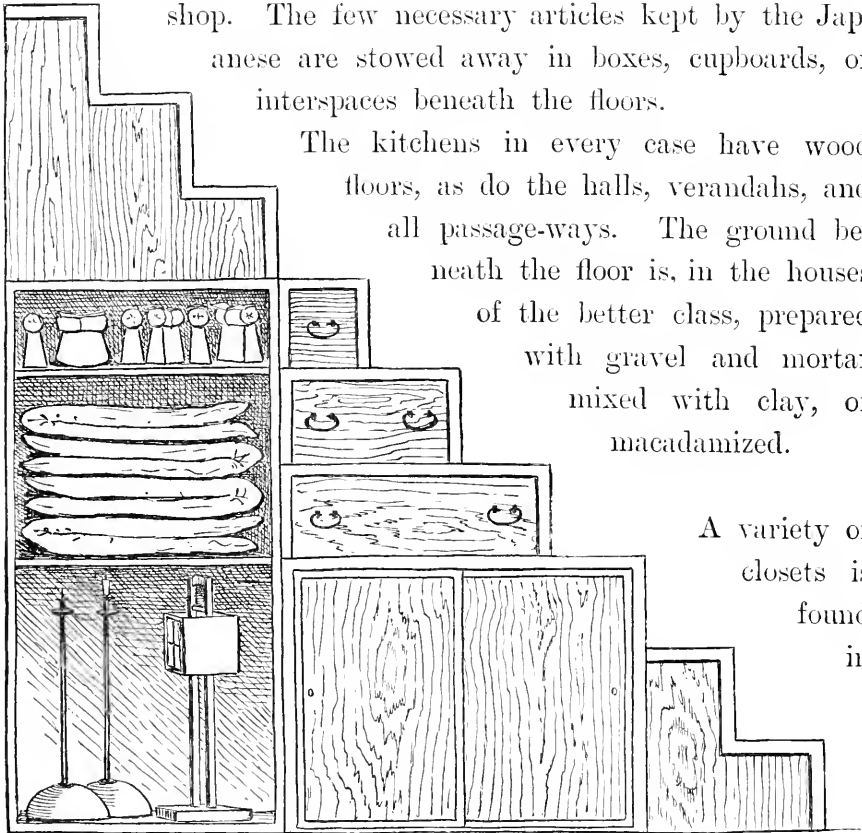 shop. The few necessary articles kept by the Jap
anese are stowed away in boxes, cupboards, or
interspaces beneath the floors.
The kitchens in every case have wood
floors, as do the halls, verandahs, and
all passage-ways. The ground be
neath the floor is, in the houses
of the better class, prepared
with gravel and mortar
mixed with clay, or
macadamized.
A variety of
closets is
found
in